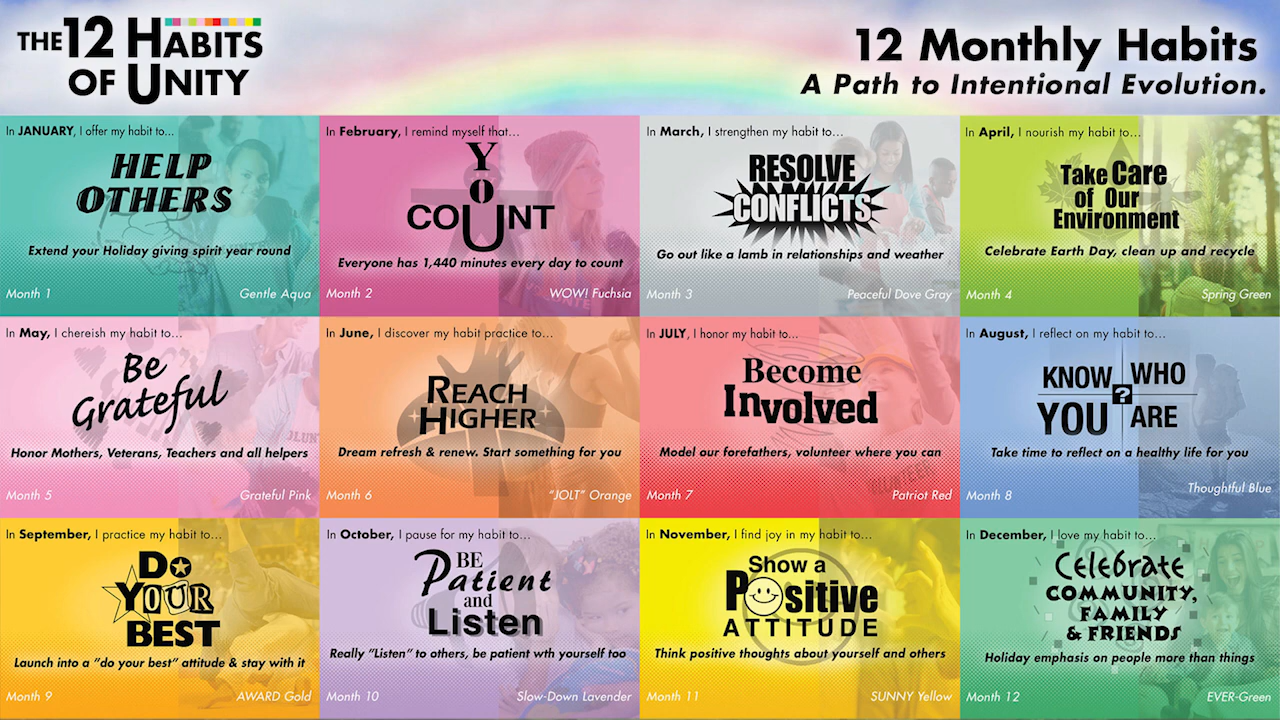 THE 12 HABITS
OF UNITY
12 Monthly Habits
A Path to Intentional Evolution.
In JANUARY, I offer my habit to...
HELP
OTHERS
Extend your Holiday giving spirit year round
Month 1
Gentle Aqua
In February, I remind myself that...
YOU
COUNT
Everyone has 1,440 minutes every day to count
Month 2
WOW! Fuchsia
In March, I strengthen my habit to...
RESOLVE
CONFLICTS
Go out like a lamb in relationships and weather
Month 3
Peaceful Dove Gray
In April, I nourish my habit to...
Take Care
of Our
Environment
Celebrate Earth Day, clean up and recycle
Month 4
Spring Green
In May, I chereish my habit to...
Be
Grateful
Honor Mothers, Veterans, Teachers and all helpers
Month 5
Grateful Pink
In June, I discover my habit practice to...
REACH
HIGHER
Dream refresh & renew. Start something for you
Month 6
"JOLT" Orange
In JULY, I honor my habit to...
Become
Involved
Model our forefathers, volunteer where you can
VOLUNTEER
Month 7
Patriot Red
In August, I reflect on my habit to...
KNOW WHO
?
YOU ARE
Take time to reflect on a healthy life for you
Month 8
Thoughtful Blue
In September, I practice my habit to...
DO
YOUR
BEST
Launch into a "do your best" attitude & stay with it
Month 9
AWARD Gold
In October, I pause for my habit to...
BE
Patient
and
Listen
Really "Listen" to others, be patient wth yourself too
Month 10
Slow-Down Lavender
In November, I find joy in my habit to...
Show a
Positive
ATTITUDE
Think positive thoughts about yourself and others
Month 11
SUNNY Yellow
In December, I love my habit to...
Celebrate
COMMUNITY,
FAMILY
& FRIENDS
Holiday emphasis on people more than things
Month 12
EVER-Green